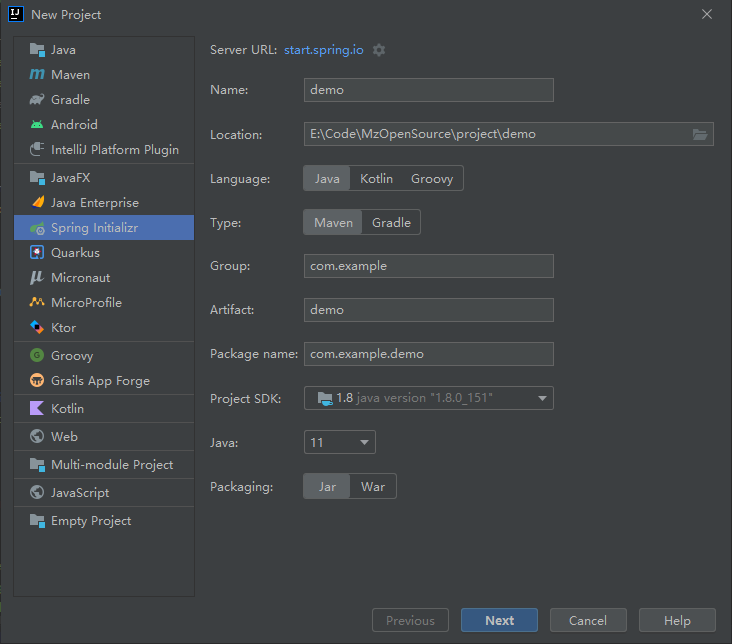 New Project
Java
Maven
Gradle
Android
IntelliJ Platform Plugin
JavaFX
Java Enterprise
Spring Initializr
Quarkus
Micronaut
MicroProfile
Ktor
Groovy
Grails App Forge
Kotlin
Web
Multi-module Project
JavaScript
Empty Project
Server URL: start.spring.io
Name: demo
Location: E:\Code\MzOpenSource\project\demo
Language: Java Kotlin Groovy
Type: Maven Gradle
Group: com.example
Artifact: demo
Package name: com.example.demo
Project SDK: 1.8 java version "1.8.0_151"
Java: 11
Packaging: Jar War
Previous Next Cancel Help